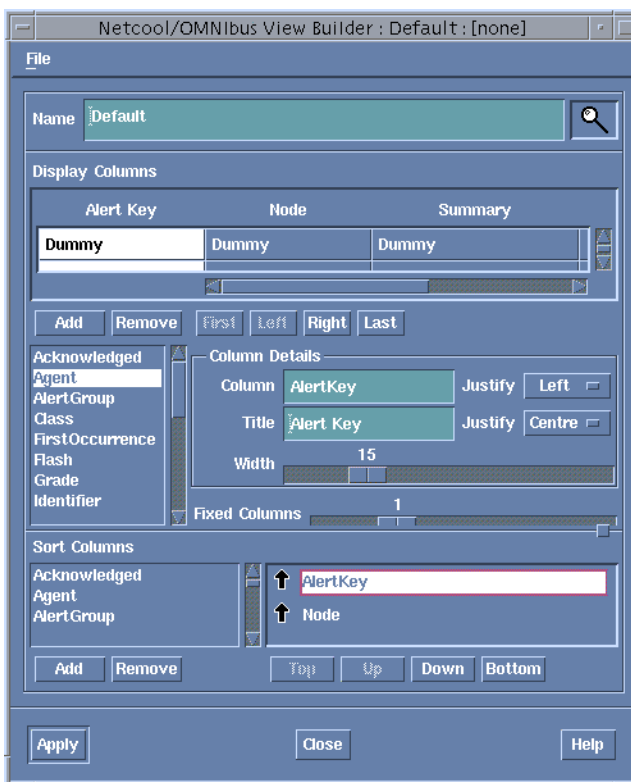 Netcool/OMNIbus View Builder : Default : [none]
File
Name Default
Display Columns
Alert Key Node Summary
Dummy Dummy Dummy
Add Remove First Left Right Last
Acknowledged
Agent
AlertGroup
Class
FirstOccurrence
Flash
Grade
Identifier
Column Details
Column AlertKey Justify Left
Title Alert Key Justify Centre
Width 15
Fixed Columns 1
Sort Columns
Acknowledged
Agent
AlertGroup
AlertKey
Node
Add Remove Top Up Down Bottom
Apply Close Help